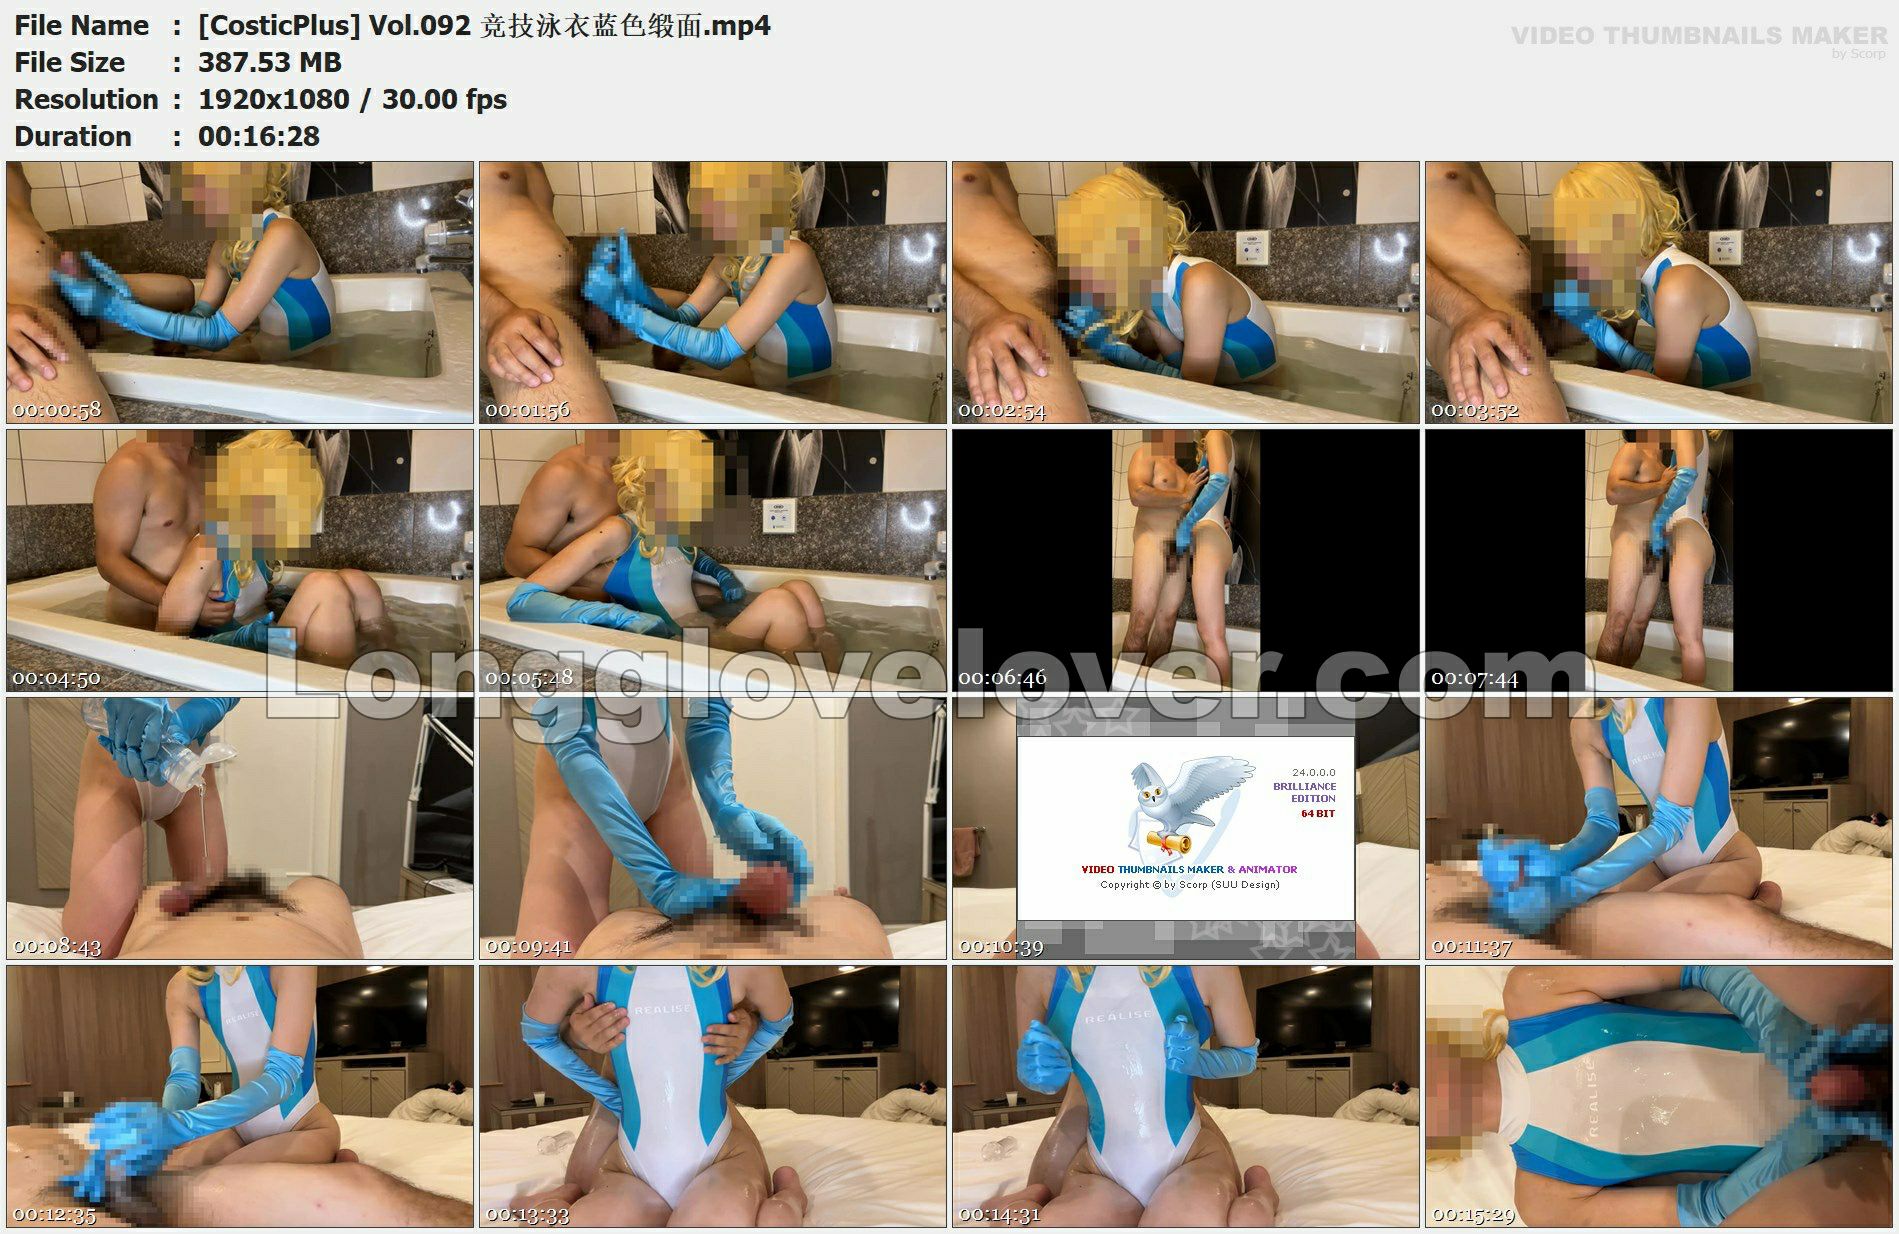 File Name : [CosticPlus] Vol.092 竞技泳衣蓝色缎面.mp4
File Size : 387.53 MB
Resolution : 1920x1080 / 30.00 fps
Duration : 00:16:28
VIDEO THUMBNAILS MAKER
by Scorp
00:00:58
00:01:56
00:02:54
00:03:52
00:04:50
00:05:48
00:06:46
00:07:44
Longglovelover.com
00:08:43
00:09:41
24.0.0.0
BRILLIANCE
EDITION
64 BIT
VIDEO THUMBNAILS MAKER & ANIMATOR
Copyright © by Scorp (SUU Design)
00:10:39
REALISE
00:11:37
REALISE
00:12:35
REALISE
00:13:33
REALISE
00:14:31
REALISE
00:15:29